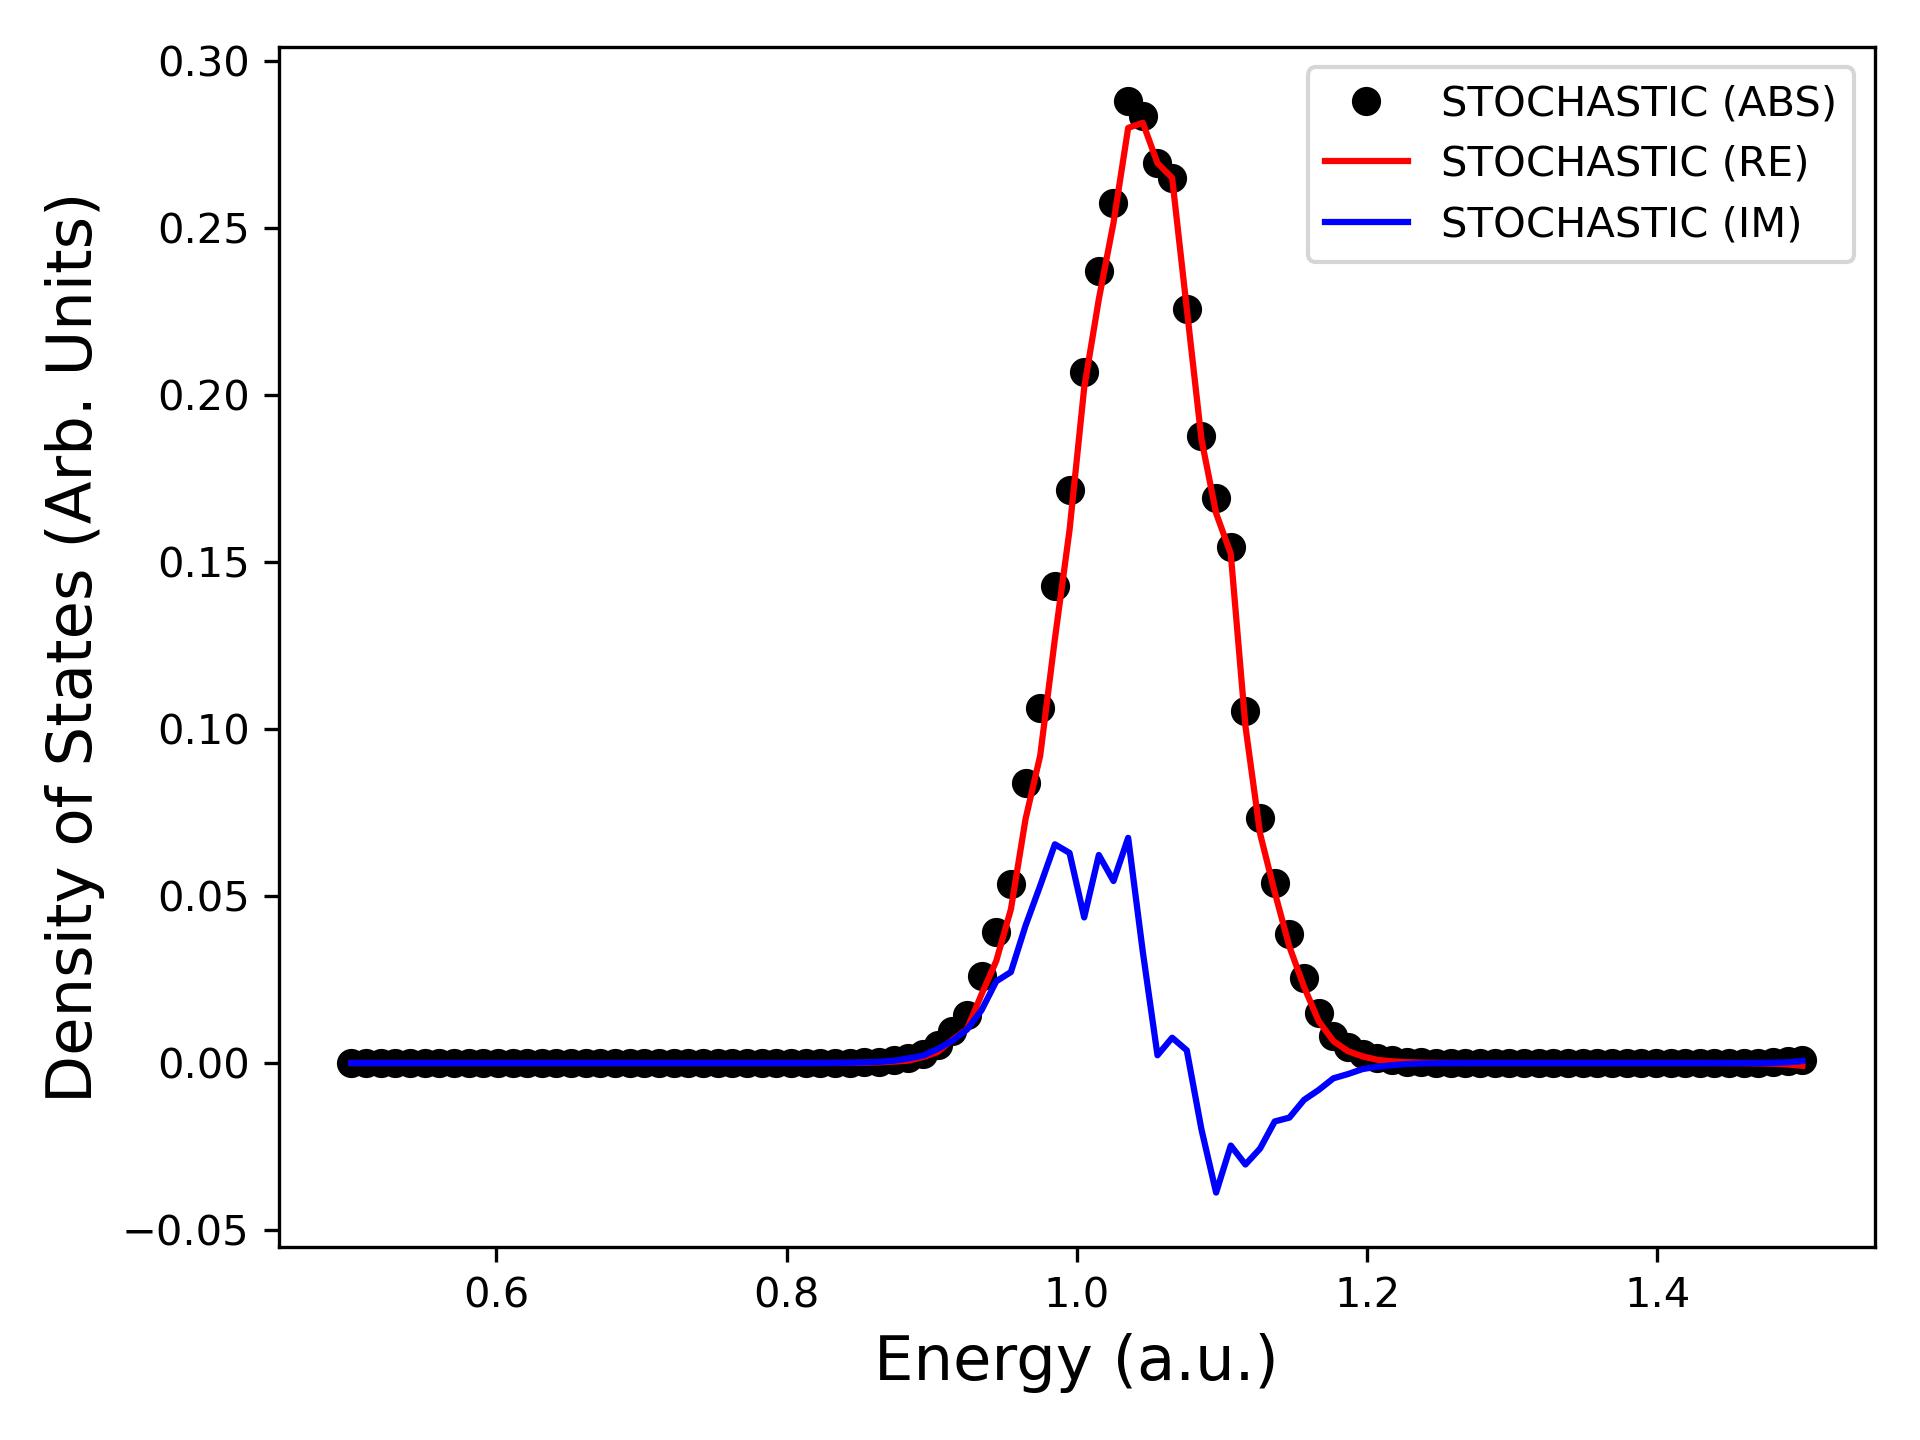 0.30
0.25
0.20
0.15
0.10
0.05
0.00
−0.05
Density of States (Arb. Units)
STOCHASTIC (ABS)
STOCHASTIC (RE)
STOCHASTIC (IM)
0.6 0.8 1.0 1.2 1.4
Energy (a.u.)